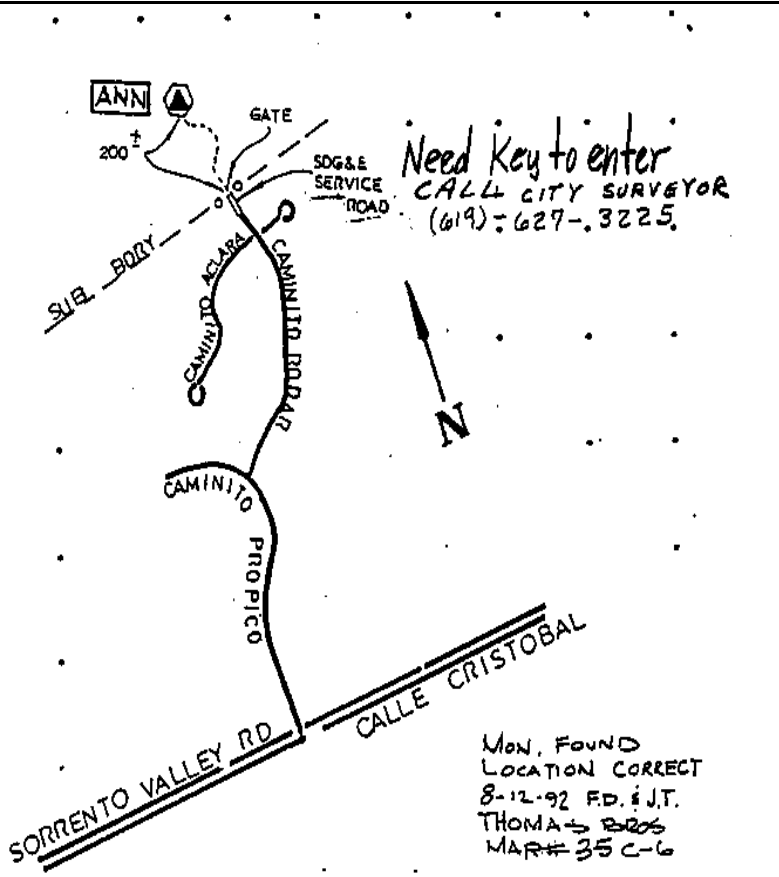 ANN
GATE
200 ±
SDG&E
SERVICE
ROAD
Need Key to enter
CALL CITY SURVEYOR
(619)-627-3225
SUB. BDRY
CAMINITO ACLARA
CAMINITO RODAR
N
CAMINITO
PROPICO
SORRENTO VALLEY RD
CALLE CRISTOBAL
MON. FOUND
LOCATION CORRECT
8-12-92 F.D. & J.T.
THOMAS BROS
MAP# 35 C-6